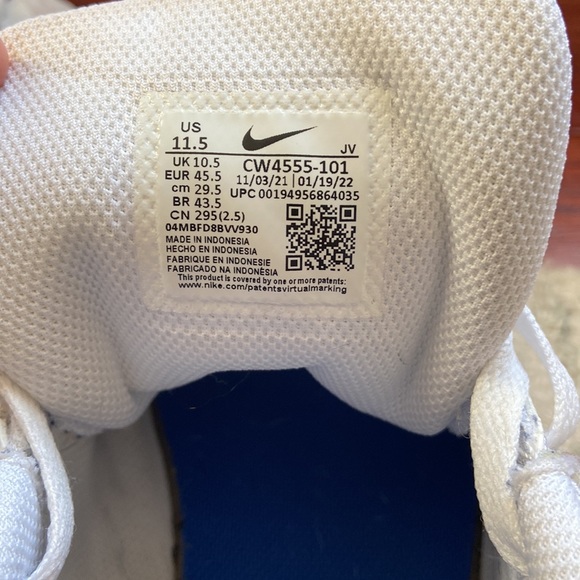 US
11.5
JV
UK 10.5
CW4555-101
EUR 45.5
11/03/21 | 01/19/22
cm 29.5
UPC 00194956864035
BR 43.5
CN 295(2.5)
04MBFD8BVV930
MADE IN INDONESIA
HECHO EN INDONESIA
FABRIQUE EN INDONESIE
FABRICADO NA INDONÈSIA
This product is covered by one or more patents:
www.nike.com/patentsvirtualmarking